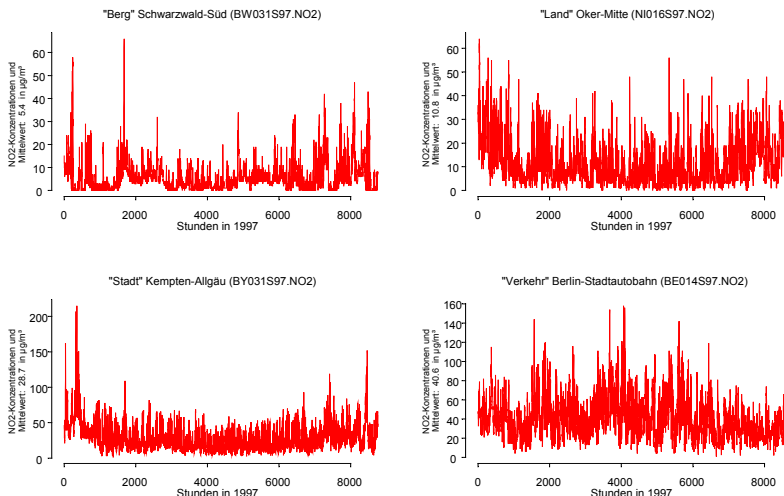 "Berg" Schwarzwald-Süd (BW031S97.NO2)
NO2-Konzentrationen und
Mittelwert: 5.4 in µg/m³
60
50
40
30
20
10
0
0 2000 4000 6000 8000
Stunden in 1997
"Land" Oker-Mitte (NI016S97.NO2)
NO2-Konzentrationen und
Mittelwert: 10.8 in µg/m³
60
50
40
30
20
10
0
0 2000 4000 6000 8000
Stunden in 1997
"Stadt" Kempten-Allgäu (BY031S97.NO2)
NO2-Konzentrationen und
Mittelwert: 28.7 in µg/m³
200
150
100
50
0
0 2000 4000 6000 8000
Stunden in 1997
"Verkehr" Berlin-Stadtautobahn (BE014S97.NO2)
NO2-Konzentrationen und
Mittelwert: 40.6 in µg/m³
160
140
120
100
80
60
40
20
0
0 2000 4000 6000 8000
Stunden in 1997